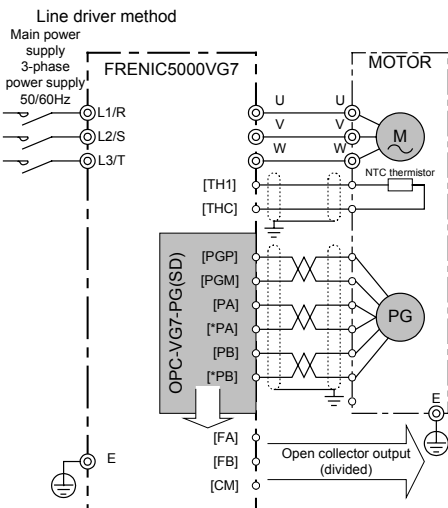 Line driver method
Main power
supply
3-phase
power supply
50/60Hz
FRENIC5000VG7
MOTOR
L1/R
L2/S
L3/T
U
V
W
U
V
W
M
NTC thermistor
[TH1]
[THC]
OPC-VG7-PG(SD)
[PGP]
[PGM]
[PA]
[*PA]
[PB]
[*PB]
PG
E
E
[FA]
[FB]
[CM]
Open collector output
(divided)